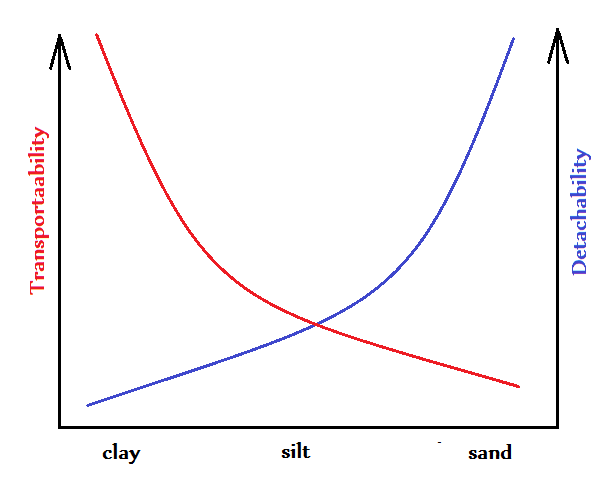 Transportaability
Detachability
clay
silt
sand